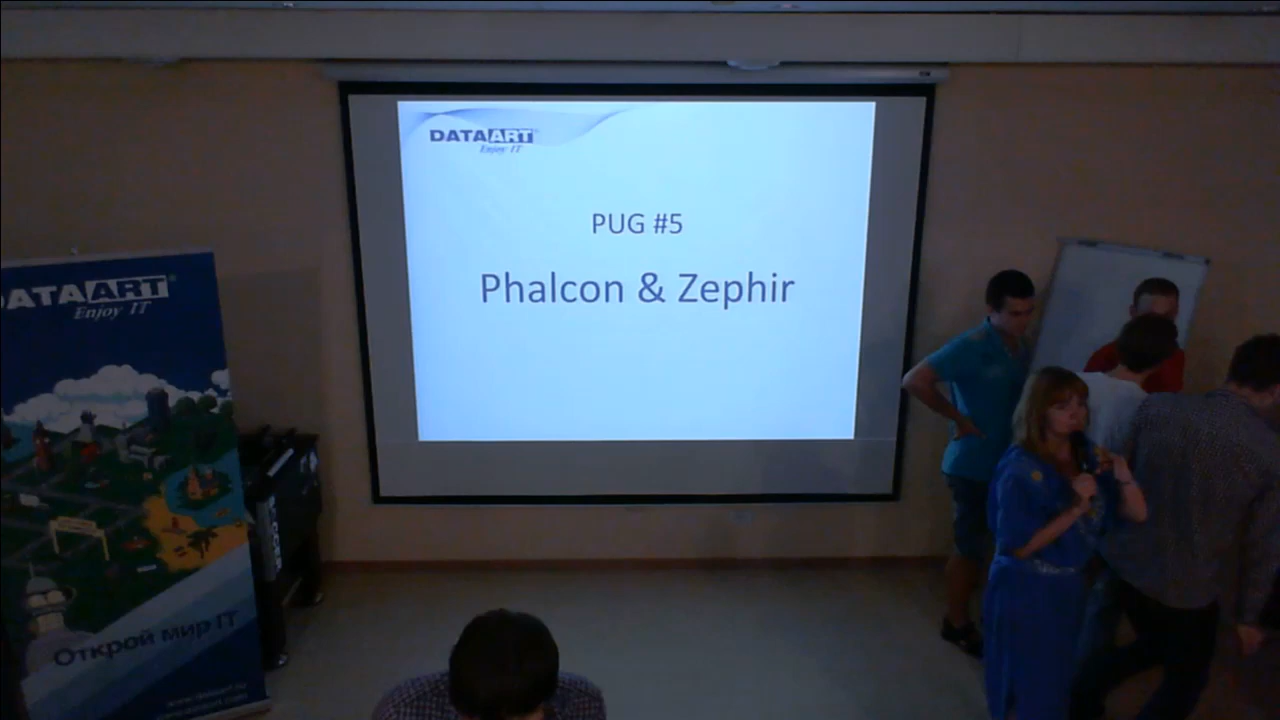 DATAART
Enjoy IT
PUG #5
Phalcon & Zephir
DATAART
Enjoy IT
Открой мир IT